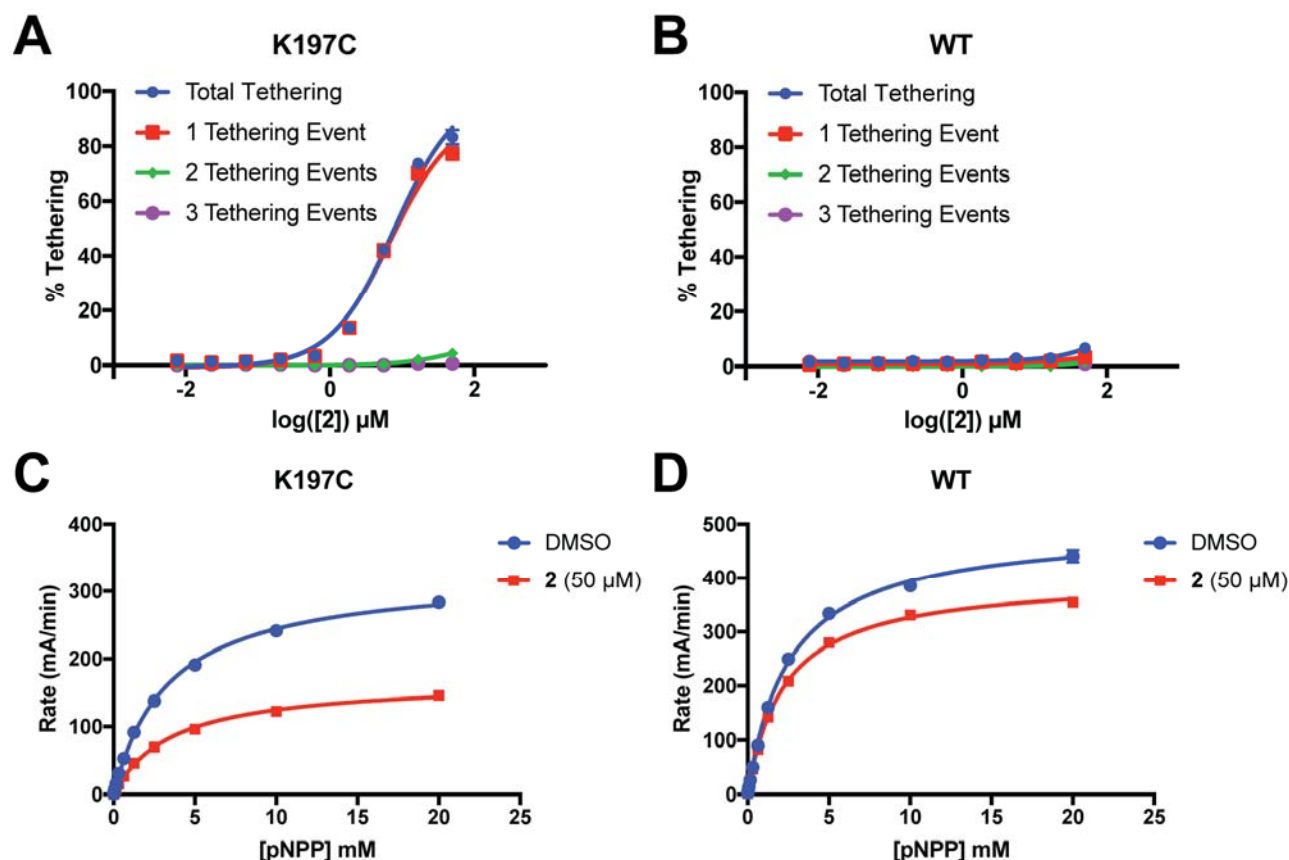 A
K197C
100
80
60
40
20
0
% Tethering
Total Tethering
1 Tethering Event
2 Tethering Events
3 Tethering Events
-2
0
2
log([2]) µM
B
WT
100
80
60
40
20
0
% Tethering
Total Tethering
1 Tethering Event
2 Tethering Events
3 Tethering Events
-2
0
2
log([2]) µM
C
K197C
400
300
200
100
0
Rate (mA/min)
DMSO
2 (50 µM)
0
5
10
15
20
25
[pNPP] mM
D
WT
500
400
300
200
100
0
Rate (mA/min)
DMSO
2 (50 µM)
0
5
10
15
20
25
[pNPP] mM